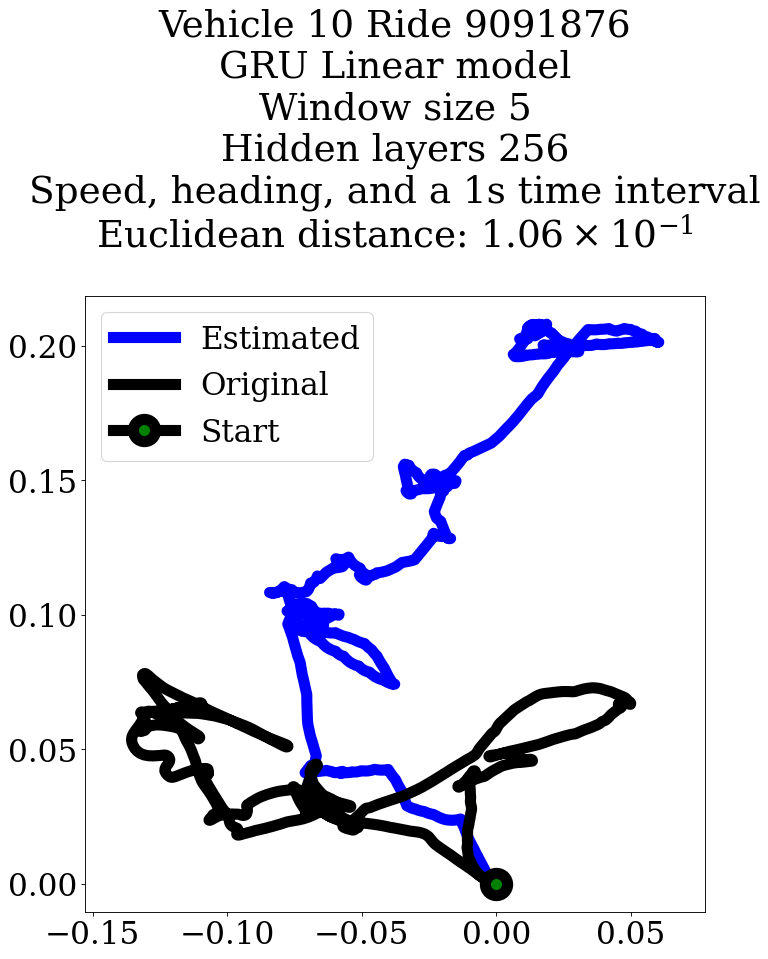 Vehicle 10 Ride 9091876
GRU Linear model
Window size 5
Hidden layers 256
Speed, heading, and a 1s time interval
Euclidean distance: 1.06 × 10⁻¹
Estimated
Original
Start
0.20
0.15
0.10
0.05
0.00
−0.15 −0.10 −0.05 0.00 0.05